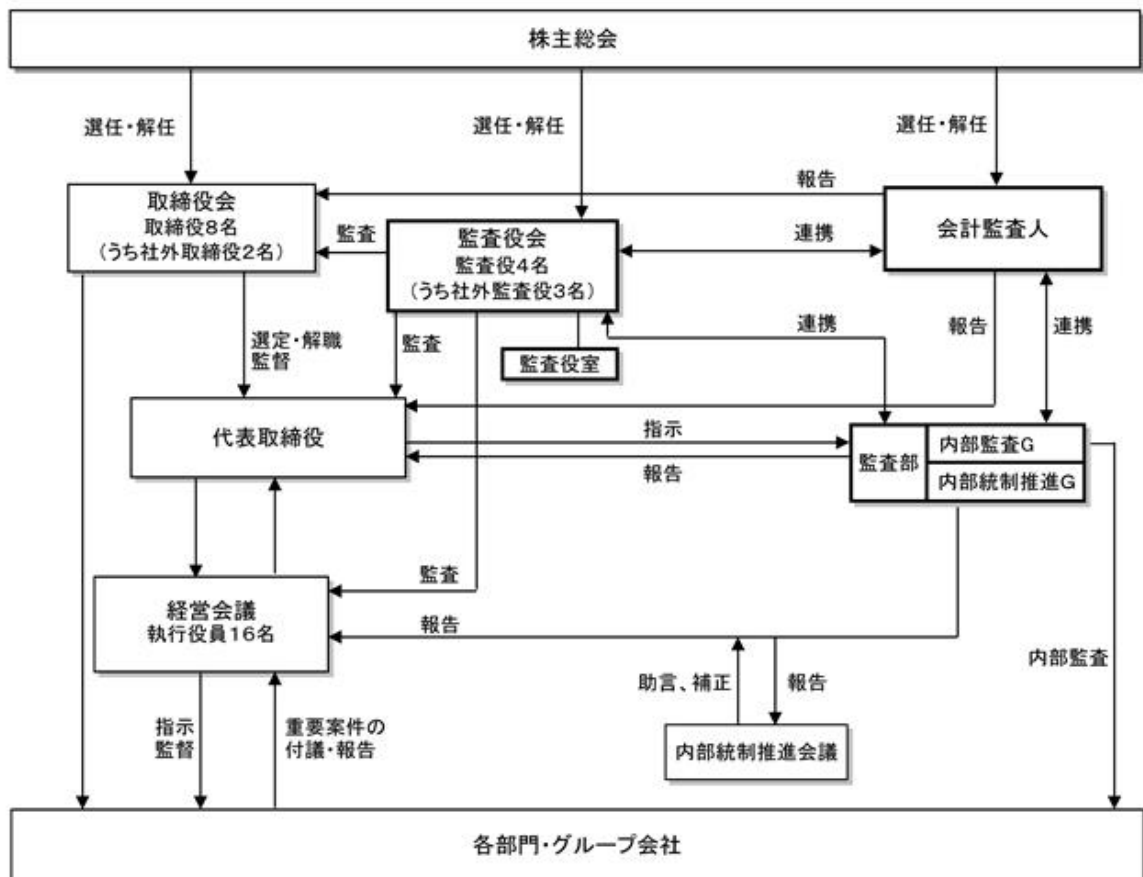 株主総会
選任・解任
選任・解任
選任・解任
取締役会
取締役8名
(うち社外取締役2名)
監査
監査役会
監査役4名
(うち社外監査役3名)
報告
連携
会計監査人
選定・解職
監督
監査
監査役室
連携
報告
連携
代表取締役
指示
報告
監査部
内部監査G
内部統制推進G
経営会議
執行役員16名
監査
報告
助言、補正
報告
内部監査
指示
監督
重要案件の
付議・報告
内部統制推進会議
各部門・グループ会社